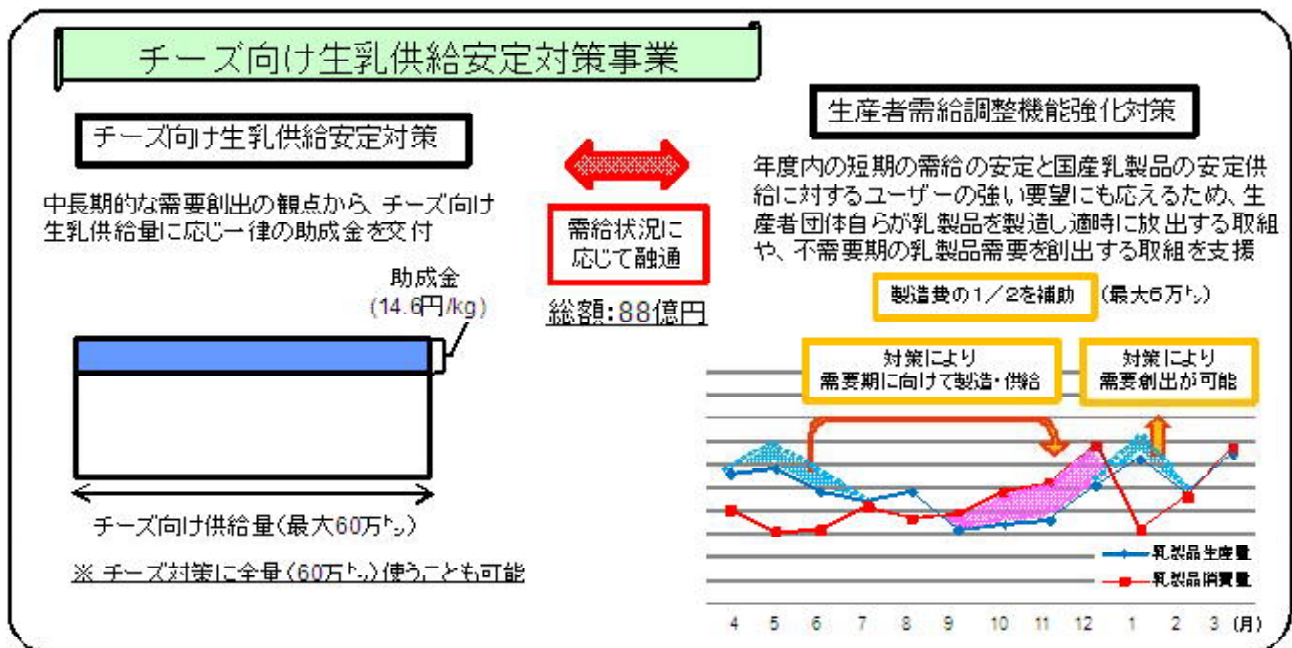 チーズ向け生乳供給安定対策事業
チーズ向け生乳供給安定対策
中長期的な需要創出の観点から、チーズ向け
生乳供給量に応じ一律の助成金を交付
助成金
(14.6円/kg)
チーズ向け供給量(最大60万㌧)
※ チーズ対策に全量(60万㌧)使うことも可能
需給状況に
応じて融通
総額:88億円
生産者需給調整機能強化対策
年度内の短期の需給の安定と国産乳製品の安定供
給に対するユーザーの強い要望にも応えるため、生
産者団体自らが乳製品を製造し適時に放出する取組
や、不需要期の乳製品需要を創出する取組を支援
製造費の1/2を補助 (最大6万㌧)
対策により
需要期に向けて製造・供給
対策により
需要創出が可能
乳製品生産量
乳製品消費量
4 5 6 7 8 9 10 11 12 1 2 3 (月)